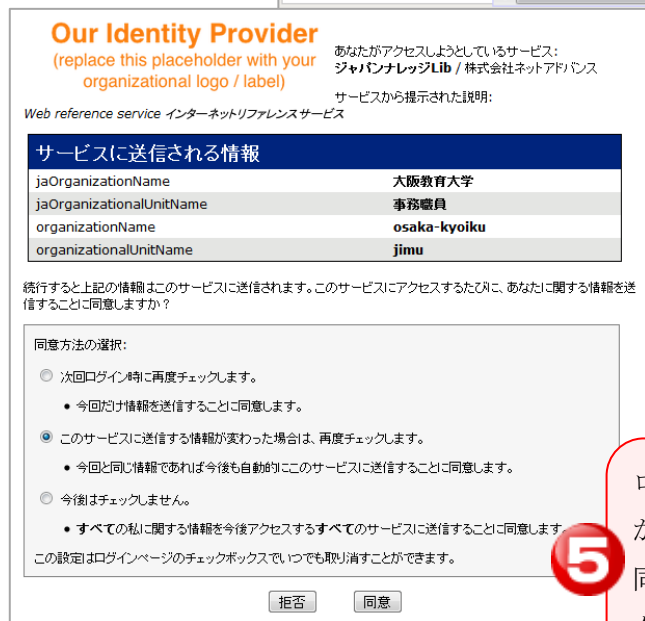 Our Identity Provider
(replace this placeholder with your
organizational logo / label)
あなたがアクセスしようとしているサービス:
ジャパンナレッジLib / 株式会社ネットアドバンス
サービスから提示された説明:
Web reference service インターネットリファレンスサービス
サービスに送信される情報
jaOrganizationName 大阪教育大学
jaOrganizationalUnitName 事務職員
organizationName osaka-kyoiku
organizationalUnitName jimu
続行すると上記の情報はこのサービスに送信されます。このサービスにアクセスするたびに、あなたに関する情報を送
信することに同意しますか?
同意方法の選択:
次回ログイン時に再度チェックします。
• 今回だけ情報を送信することに同意します。
このサービスに送信する情報が変わった場合は、再度チェックします。
• 今回と同じ情報であれば今後も自動的にこのサービスに送信することに同意します。
今後はチェックしません。
• すべての私に関する情報を今後アクセスするすべてのサービスに送信することに同意します。
この設定はログインページのチェックボックスでいつでも取り消すことができます。
拒否 同意
5